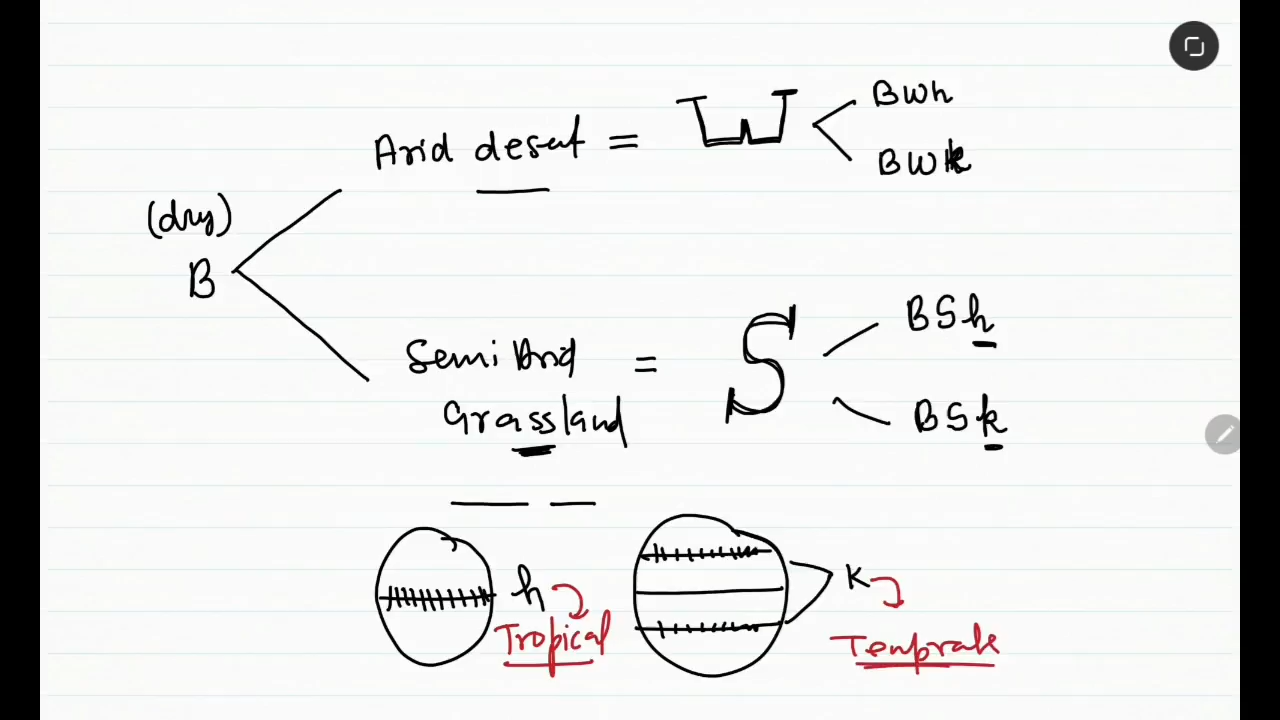 Arid desert = W
BWh
BWk
(dry)
B
Semi Arid = S
Grassland
BSh
BSk
h
Tropical
K
Temprate